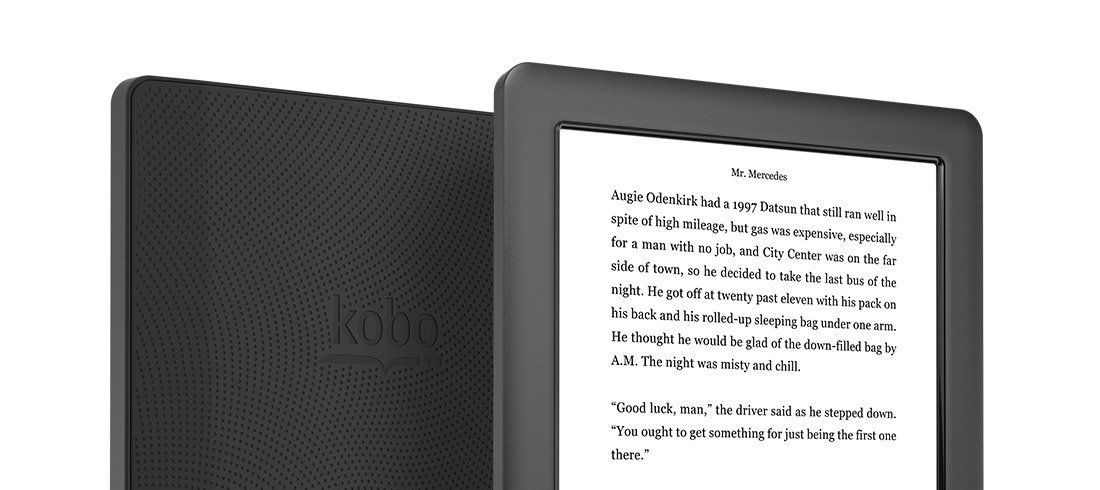 kobo
Mr. Mercedes
Augie Odenkirk had a 1997 Datsun that still ran well in
spite of high mileage, but gas was expensive, especially
for a man with no job, and City Center was on the far
side of town, so he decided to take the last bus of the
night. He got off at twenty past eleven with his pack on
his back and his rolled-up sleeping bag under one arm.
He thought he would be glad of the down-filled bag by
A.M. The night was misty and chill.
“Good luck, man,” the driver said as he stepped down.
“You ought to get something for just being the first one
there.”